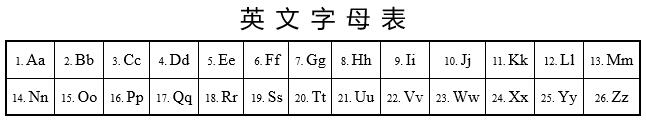 英文字母表
1. Aa 2. Bb 3. Cc 4. Dd 5. Ee 6. Ff 7. Gg 8. Hh 9. Ii 10. Jj 11. Kk 12. Ll 13. Mm
14. Nn 15. Oo 16. Pp 17. Qq 18. Rr 19. Ss 20. Tt 21. Uu 22. Vv 23. Ww 24. Xx 25. Yy 26. Zz